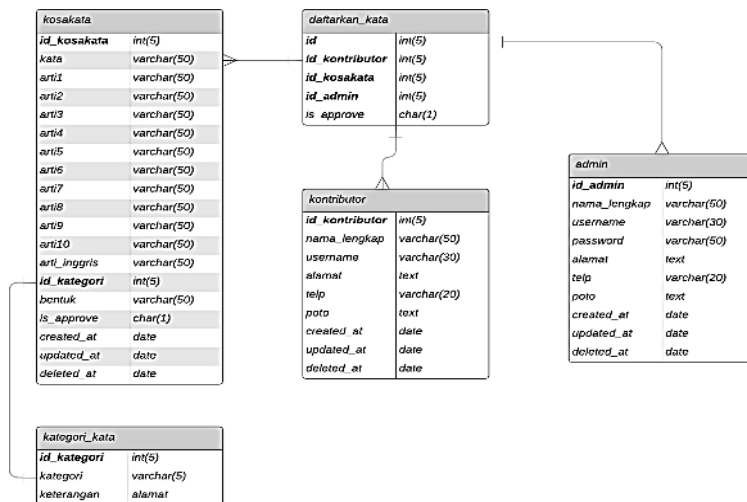 kosakata
id_kosakata int(5)
kata varchar(50)
arti1 varchar(50)
arti2 varchar(50)
arti3 varchar(50)
arti4 varchar(50)
arti5 varchar(50)
arti6 varchar(50)
arti7 varchar(50)
arti8 varchar(50)
arti9 varchar(50)
arti10 varchar(50)
arti_inggris varchar(50)
id_kategori int(5)
bentuk varchar(50)
is_approve char(1)
created_at date
updated_at date
deleted_at date
daftarkan_kata
id int(5)
id_kontributor int(5)
id_kosakata int(5)
id_admin int(5)
is_approve char(1)
kontributor
id_kontributor int(5)
nama_lengkap varchar(50)
username varchar(30)
alamat text
telp varchar(20)
poto text
created_at date
updated_at date
deleted_at date
admin
id_admin int(5)
nama_lengkap varchar(50)
username varchar(30)
password varchar(50)
alamat text
telp varchar(20)
poto text
created_at date
updated_at date
deleted_at date
kategori_kata
id_kategori int(5)
kategori varchar(5)
keterangan alamat